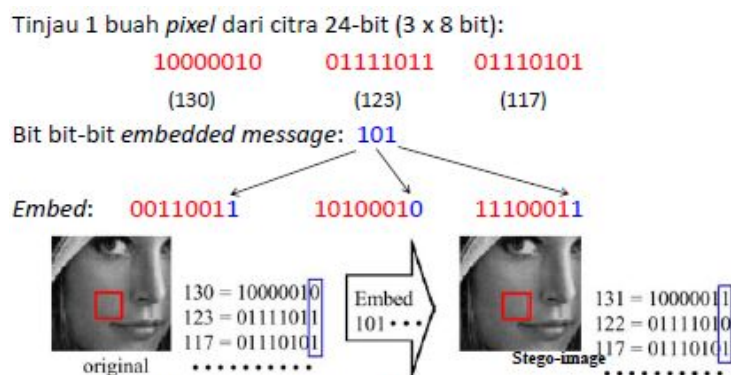 Tinjau 1 buah pixel dari citra 24-bit (3 x 8 bit):
10000010 01111011 01110101
(130) (123) (117)
Bit bit-bit embedded message: 101
Embed: 00110011 10100010 11100011
130 = 10000010
123 = 01111011
117 = 01110101
• • • • • • • • • •
original
Embed
101 • • •
131 = 10000011
122 = 01111010
117 = 01110101
• • • • • • • • • •
Stego-image